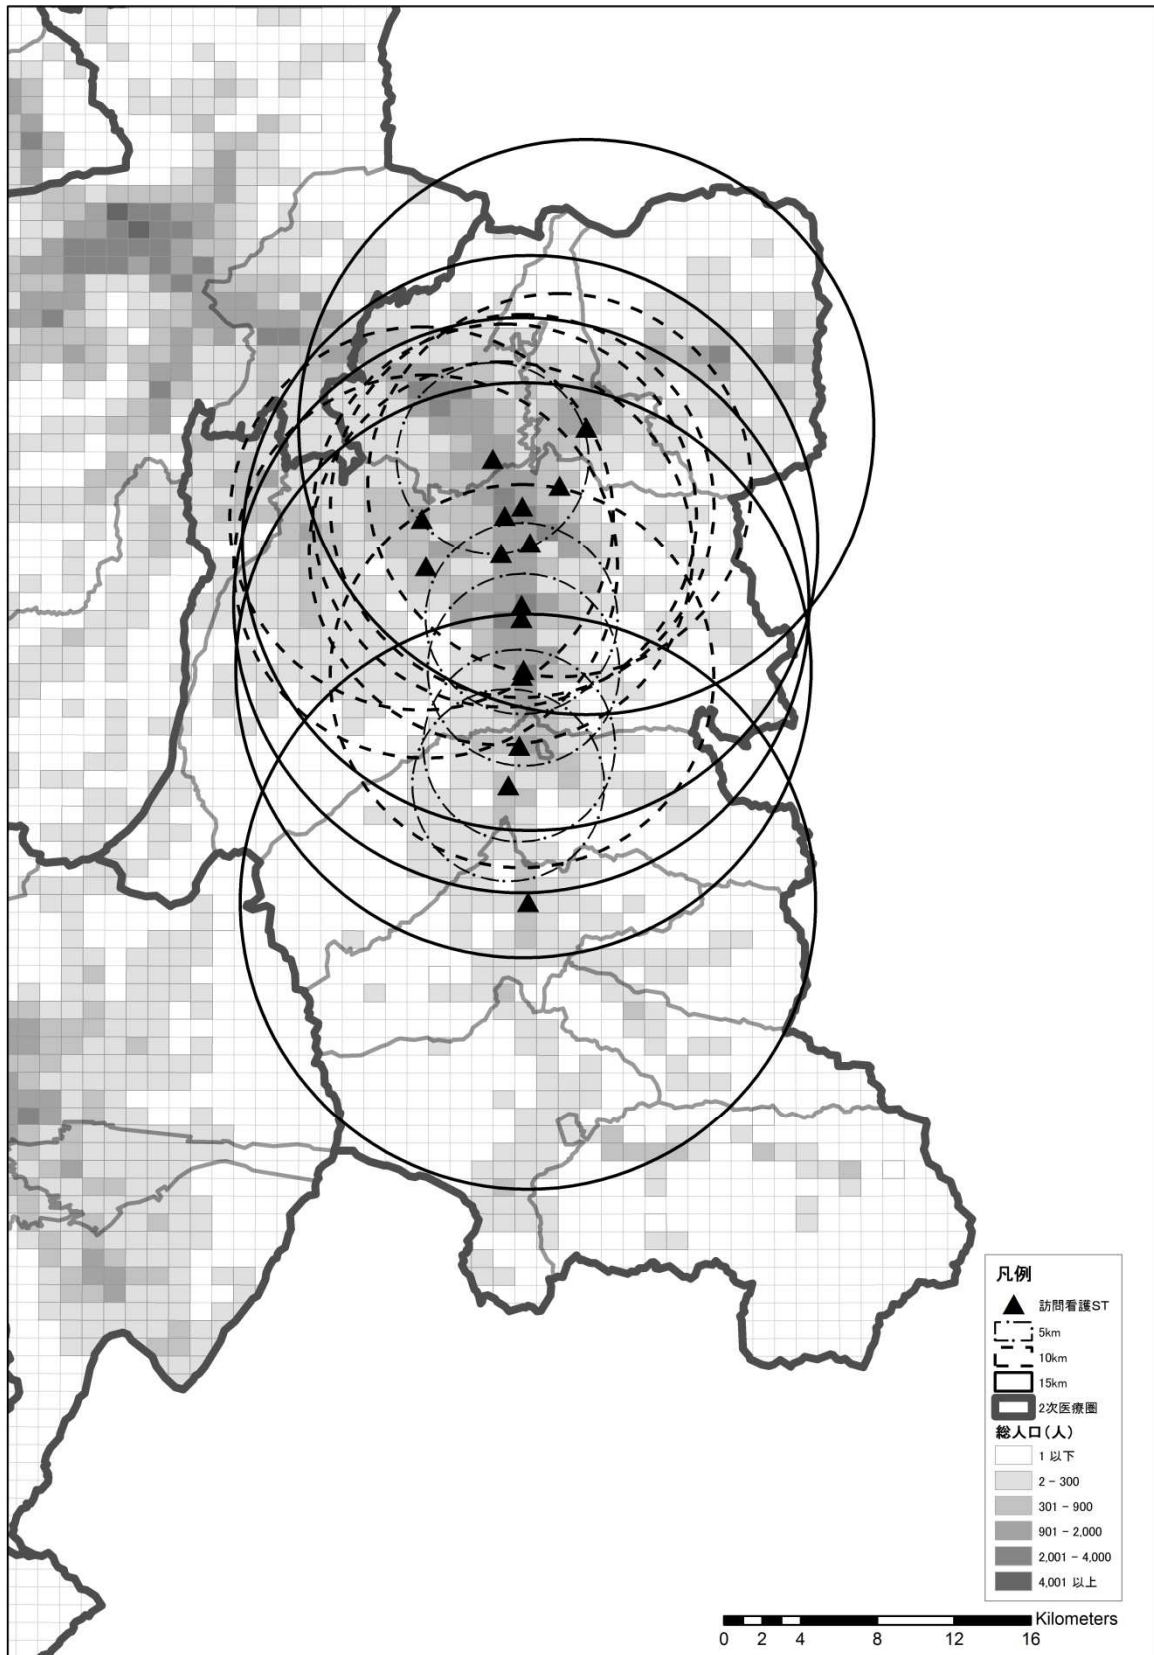 凡例
訪問看護ST
5km
10km
15km
2次医療圏
総人口(人)
1 以下
2 - 300
301 - 900
901 - 2,000
2,001 - 4,000
4,001 以上
Kilometers
0 2 4 8 12 16